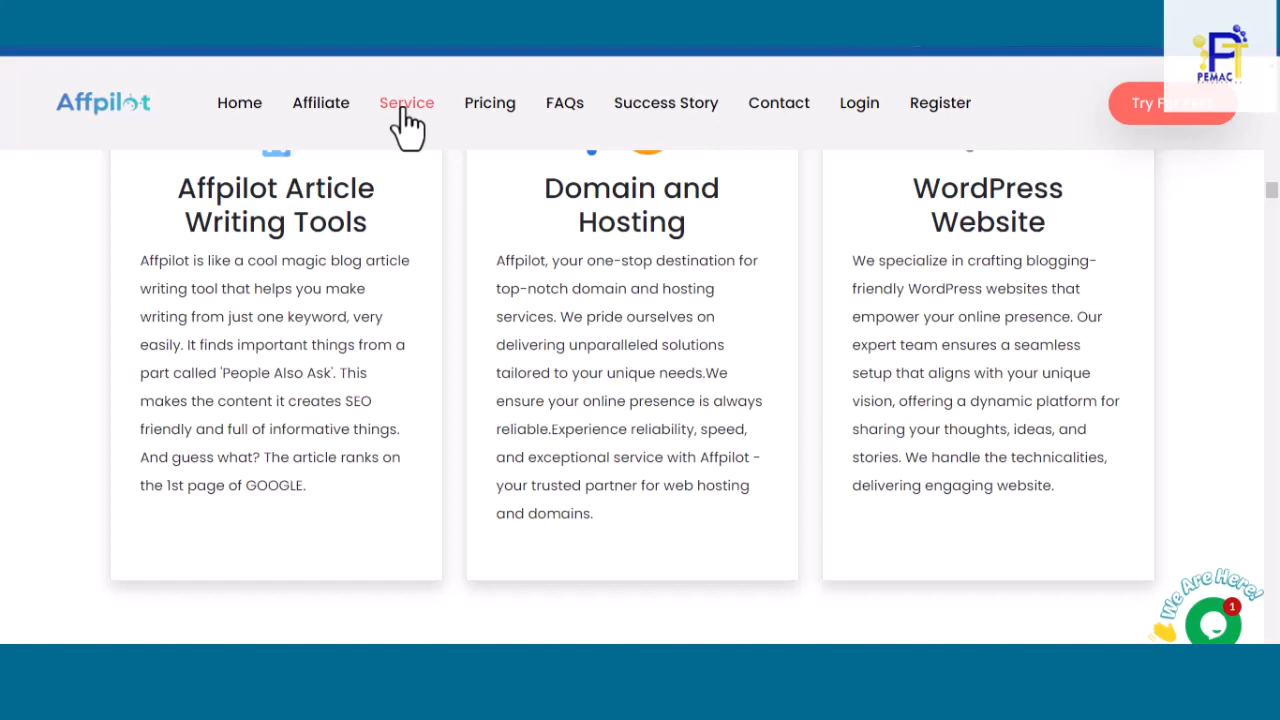 PEMAC
Affpilot
Home Affiliate Service Pricing FAQs Success Story Contact Login Register
Try
Affpilot Article
Writing Tools
Affpilot is like a cool magic blog article
writing tool that helps you make
writing from just one keyword, very
easily. It finds important things from a
part called 'People Also Ask'. This
makes the content it creates SEO
friendly and full of informative things.
And guess what? The article ranks on
the 1st page of GOOGLE.
Domain and
Hosting
Affpilot, your one-stop destination for
top-notch domain and hosting
services. We pride ourselves on
delivering unparalleled solutions
tailored to your unique needs.We
ensure your online presence is always
reliable.Experience reliability, speed,
and exceptional service with Affpilot -
your trusted partner for web hosting
and domains.
WordPress
Website
We specialize in crafting blogging-
friendly WordPress websites that
empower your online presence. Our
expert team ensures a seamless
setup that aligns with your unique
vision, offering a dynamic platform for
sharing your thoughts, ideas, and
stories. We handle the technicalities,
delivering engaging website.
We Are Here!
1